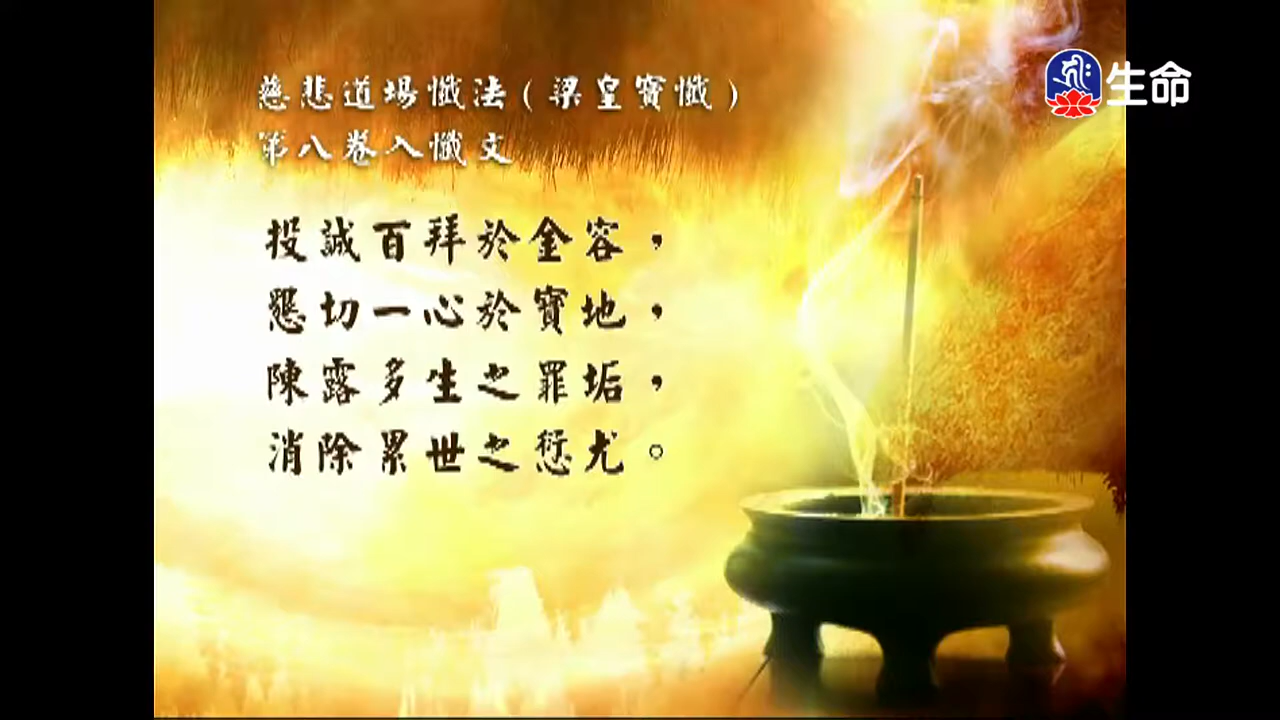 慈悲道場懺法（梁皇寶懺）
第八卷入懺文
投誠百拜於金容，
懇切一心於寶地，
陳露多生之罪垢，
消除累世之愆尤。
生命